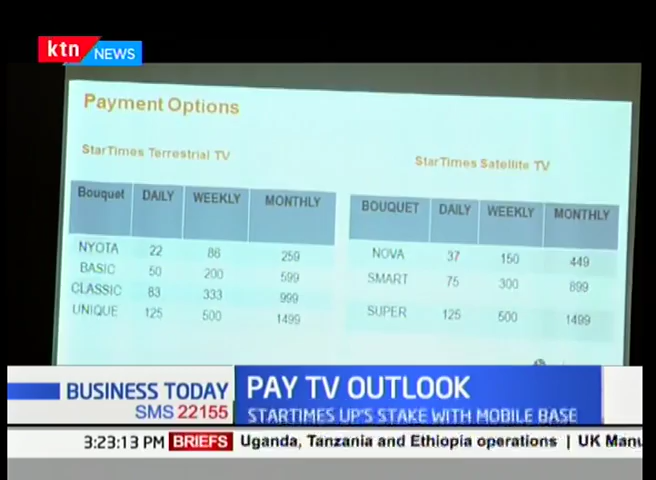 ktn NEWS
Payment Options
StarTimes Terrestrial TV
Bouquet DAILY WEEKLY MONTHLY
NYOTA 22 86 259
BASIC 50 200 599
CLASSIC 83 333 999
UNIQUE 125 500 1499
StarTimes Satellite TV
BOUQUET DAILY WEEKLY MONTHLY
NOVA 37 150 449
SMART 75 300 899
SUPER 125 500 1499
BUSINESS TODAY
SMS 22155
PAY TV OUTLOOK
STARTIMES UP'S STAKE WITH MOBILE BASE
3:23:13 PM BRIEFS Uganda, Tanzania and Ethiopia operations | UK Manu